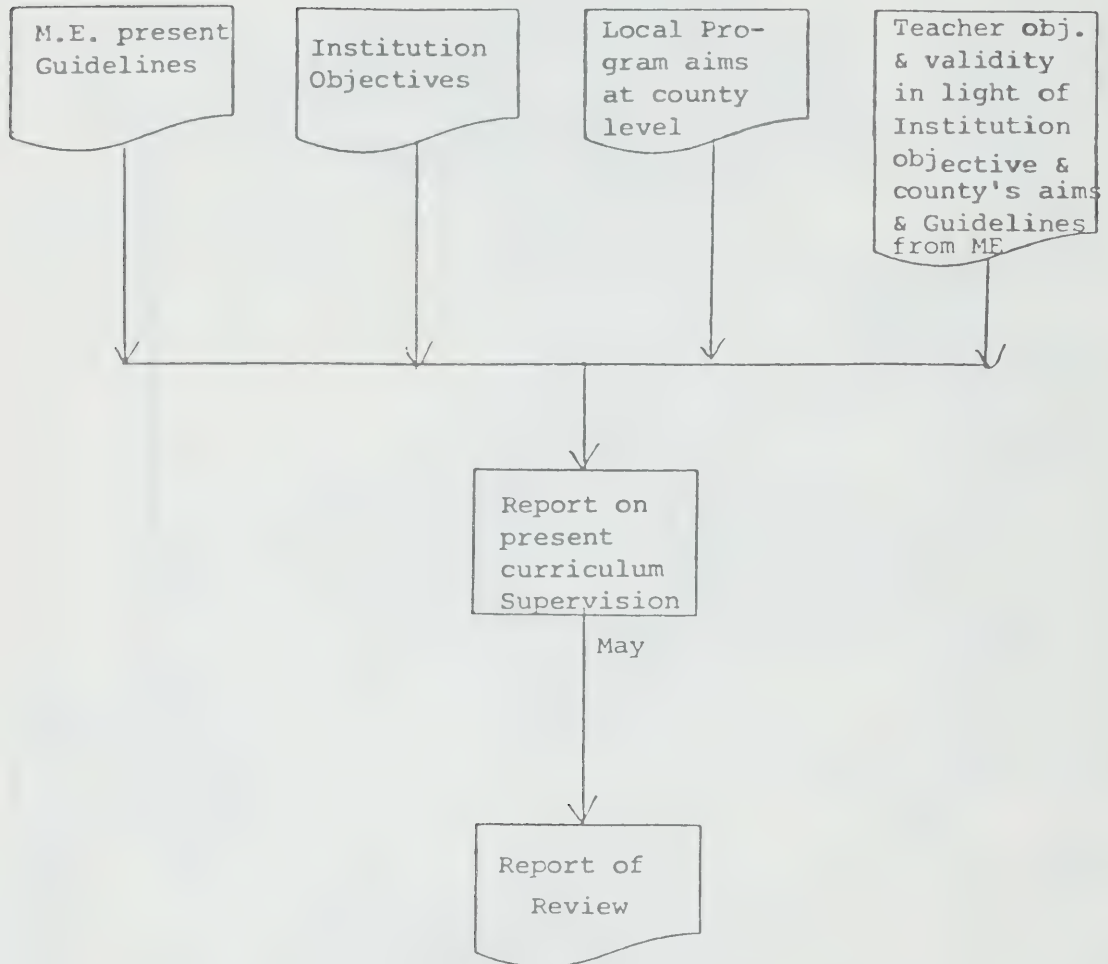 M.E. present
Guidelines
Institution
Objectives
Local Pro-
gram aims
at county
level
Teacher obj.
& validity
in light of
Institution
objective &
county's aims
& Guidelines
from ME
Report on
present
curriculum
Supervision
May
Report of
Review